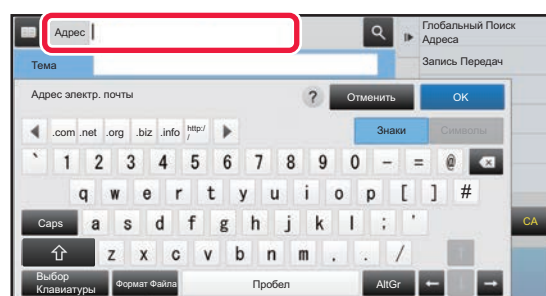 Адрес
Глобальный Поиск
Адреса
Тема
Запись Передач
Адрес электр. почты
? Отменить OK
.com .net .org .biz .info http:/
/
Знаки Символы
` 1 2 3 4 5 6 7 8 9 0 - = @
q w e r t y u i o p [ ] #
Caps a s d f g h j k l ; '
CA
z x c v b n m , . /
Выбор
Клавиатуры
Формат Файла Пробел AltGr